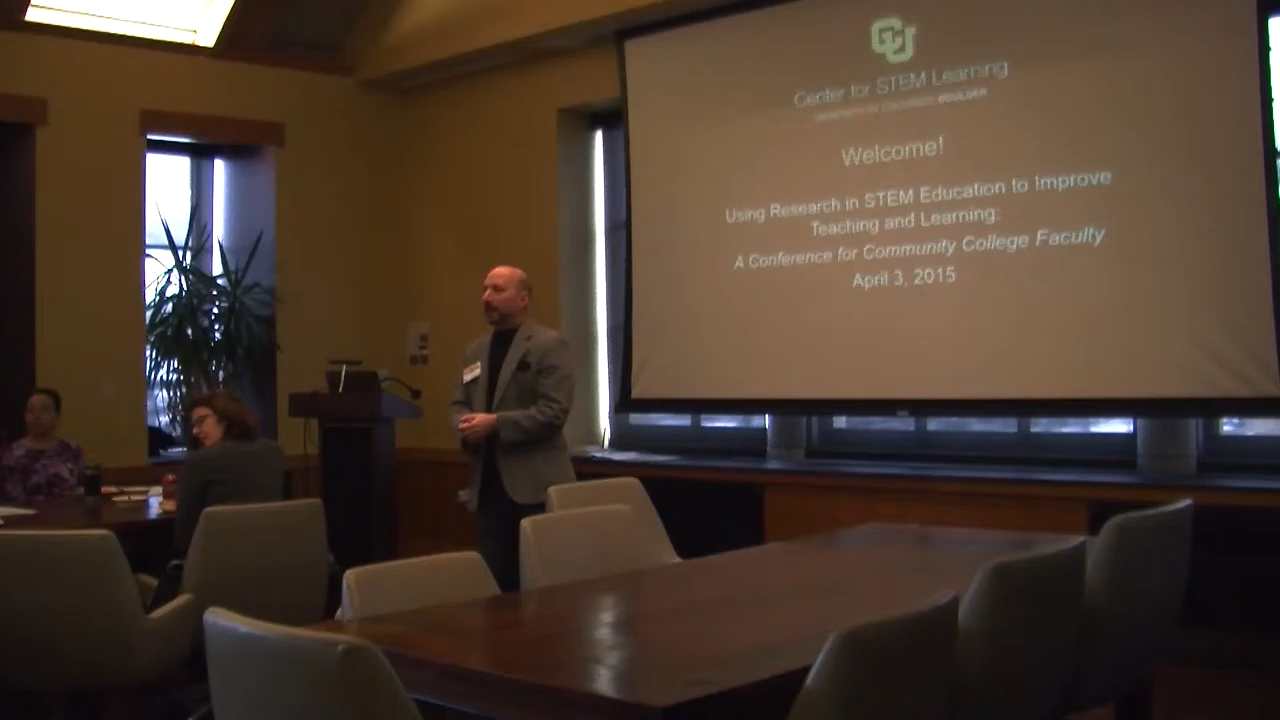 CU
Center for STEM Learning
UNIVERSITY OF COLORADO BOULDER
Welcome!
Using Research in STEM Education to Improve
Teaching and Learning:
A Conference for Community College Faculty
April 3, 2015